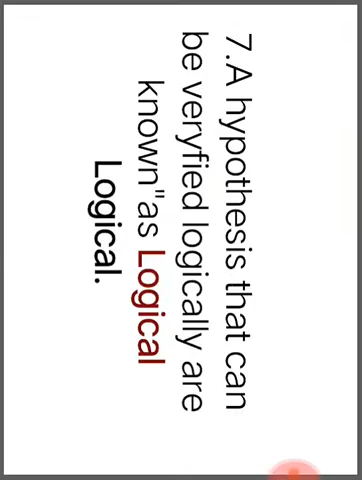 7.A hypothesis that can
be veryfied logically are
known"as Logical
Logical.